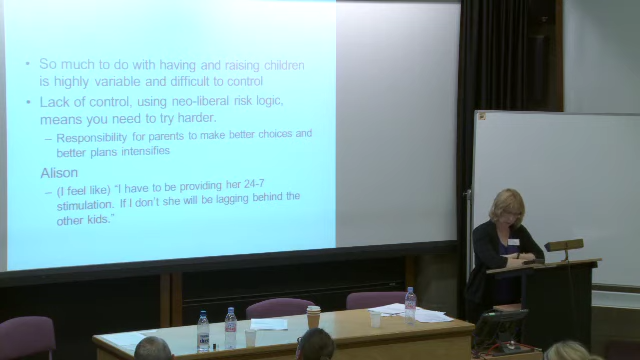 • So much to do with having and raising children
is highly variable and difficult to control
• Lack of control, using neo-liberal risk logic,
means you need to try harder.
– Responsibility for parents to make better choices and
better plans intensifies
Alison
– (I feel like) “I have to be providing her 24-7
stimulation. If I don’t she will be lagging behind the
other kids.”